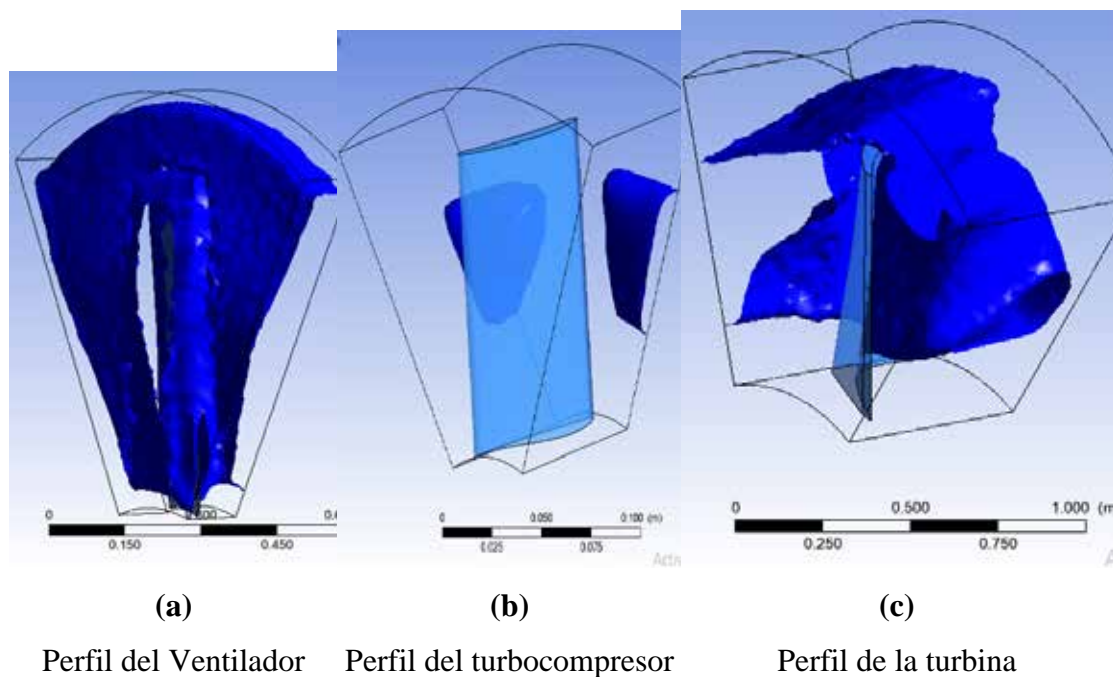 0 0.150 0.450
0 0.050 0.100 (m)
0.025 0.075
0 0.500 1.000 (m
0.250 0.750
(a) (b) (c)
Perfil del Ventilador Perfil del turbocompresor Perfil de la turbina